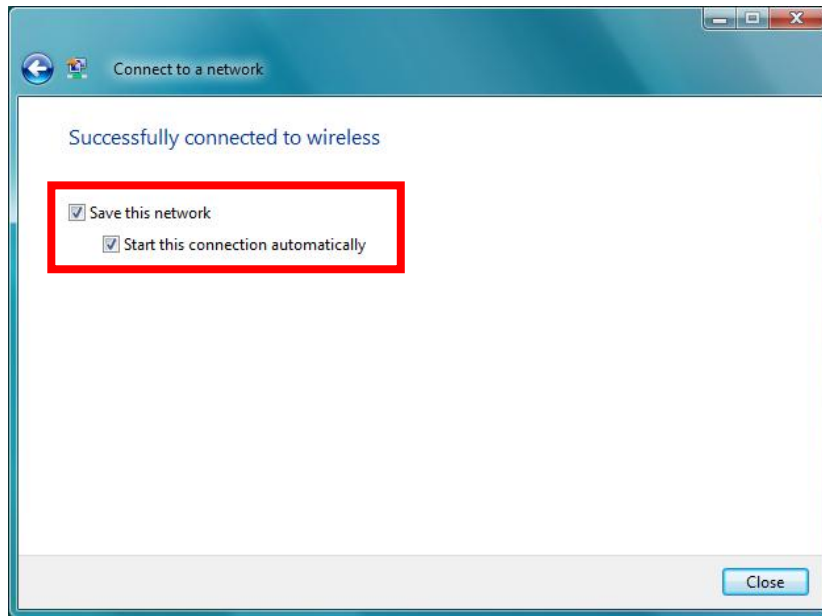 Connect to a network
Successfully connected to wireless
Save this network
Start this connection automatically
Close